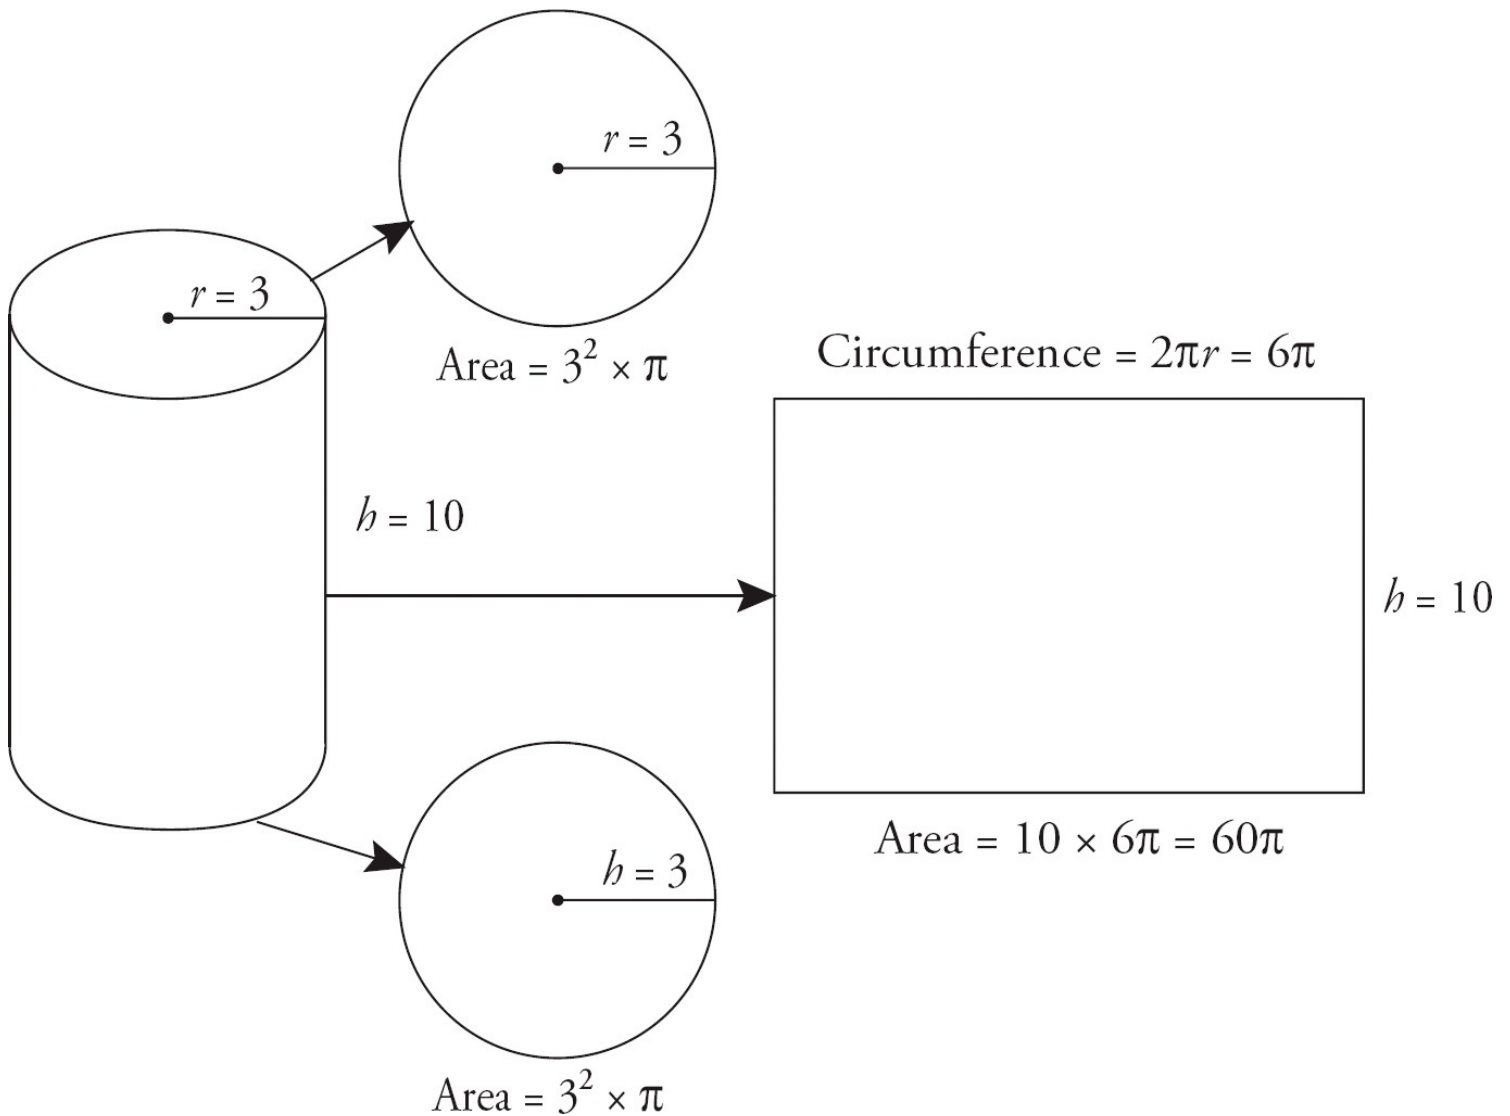 r = 3
Area = 3² × π
r = 3
Circumference = 2πr = 6π
h = 10
h = 10
Area = 10 × 6π = 60π
h = 3
Area = 3² × π